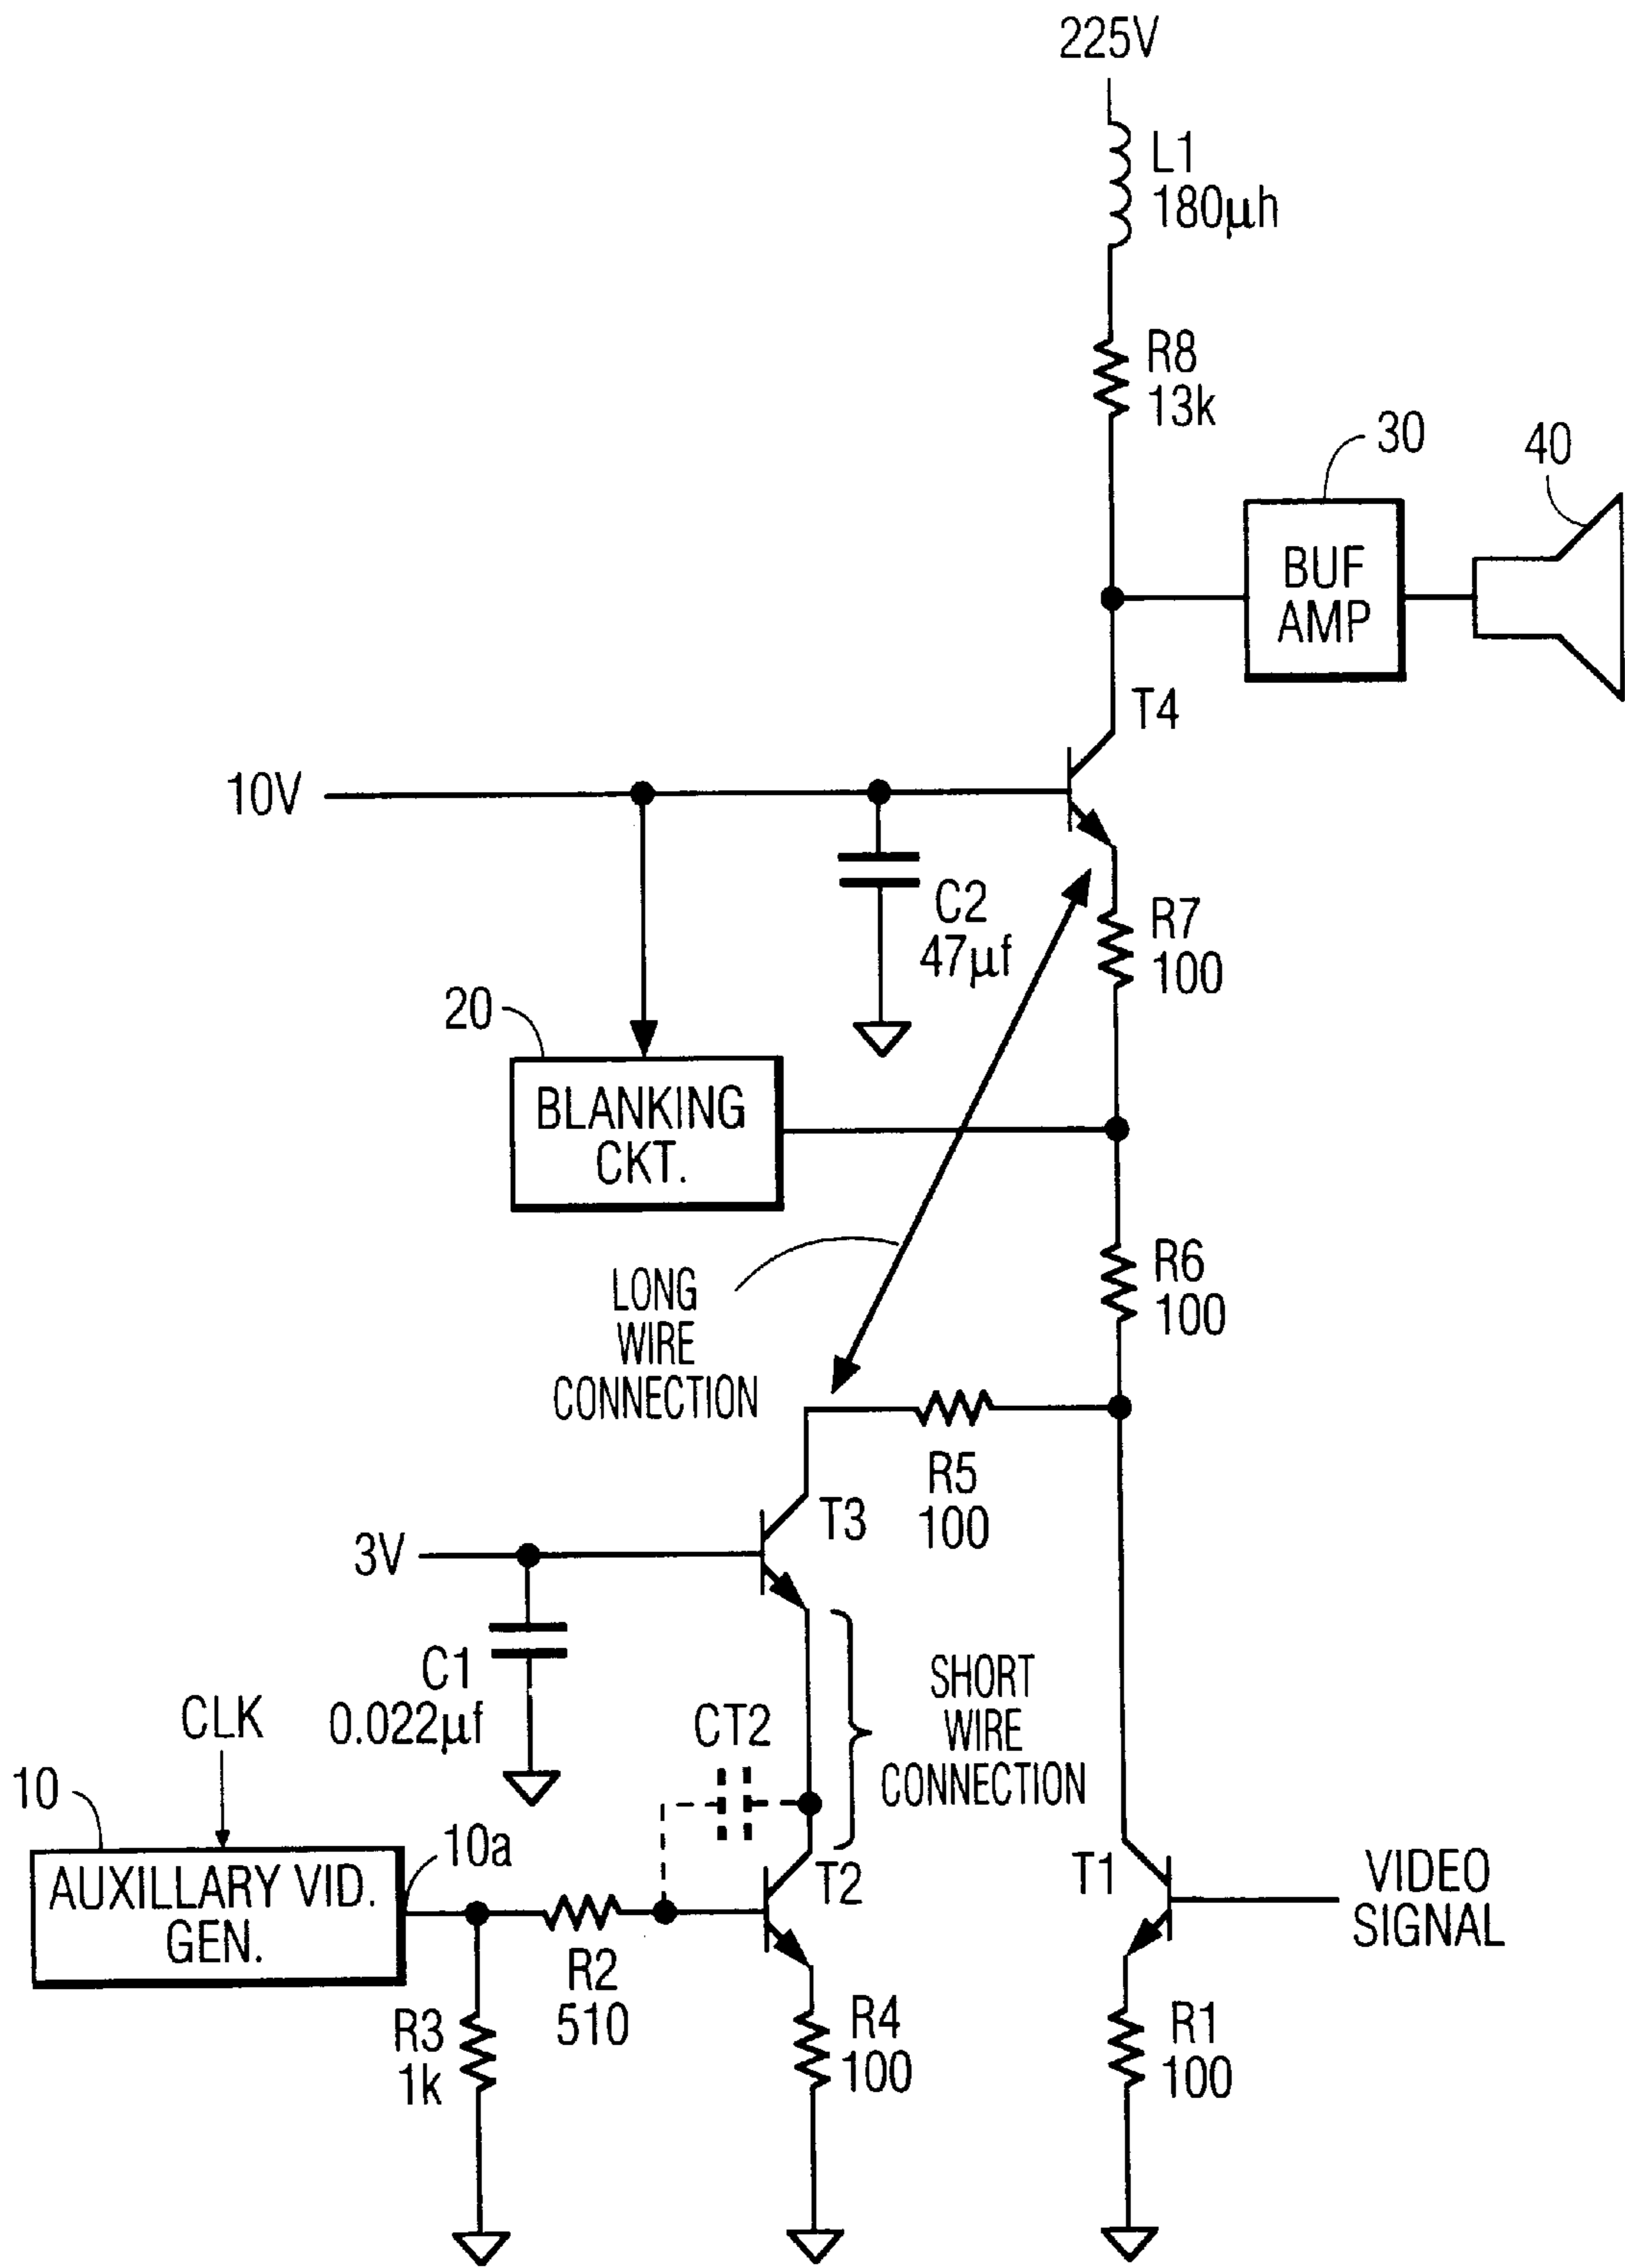 225V
L1
180µh
R8
13k
30
40
BUF
AMP
T4
10V
C2
47µf
R7
100
20
BLANKING
CKT.
LONG
WIRE
CONNECTION
R6
100
R5
100
T3
3V
C1
0.022µf
SHORT
WIRE
CONNECTION
CT2
CLK
10
10a
AUXILLARY VID.
GEN.
T2
T1
VIDEO
SIGNAL
R2
510
R3
1k
R4
100
R1
100